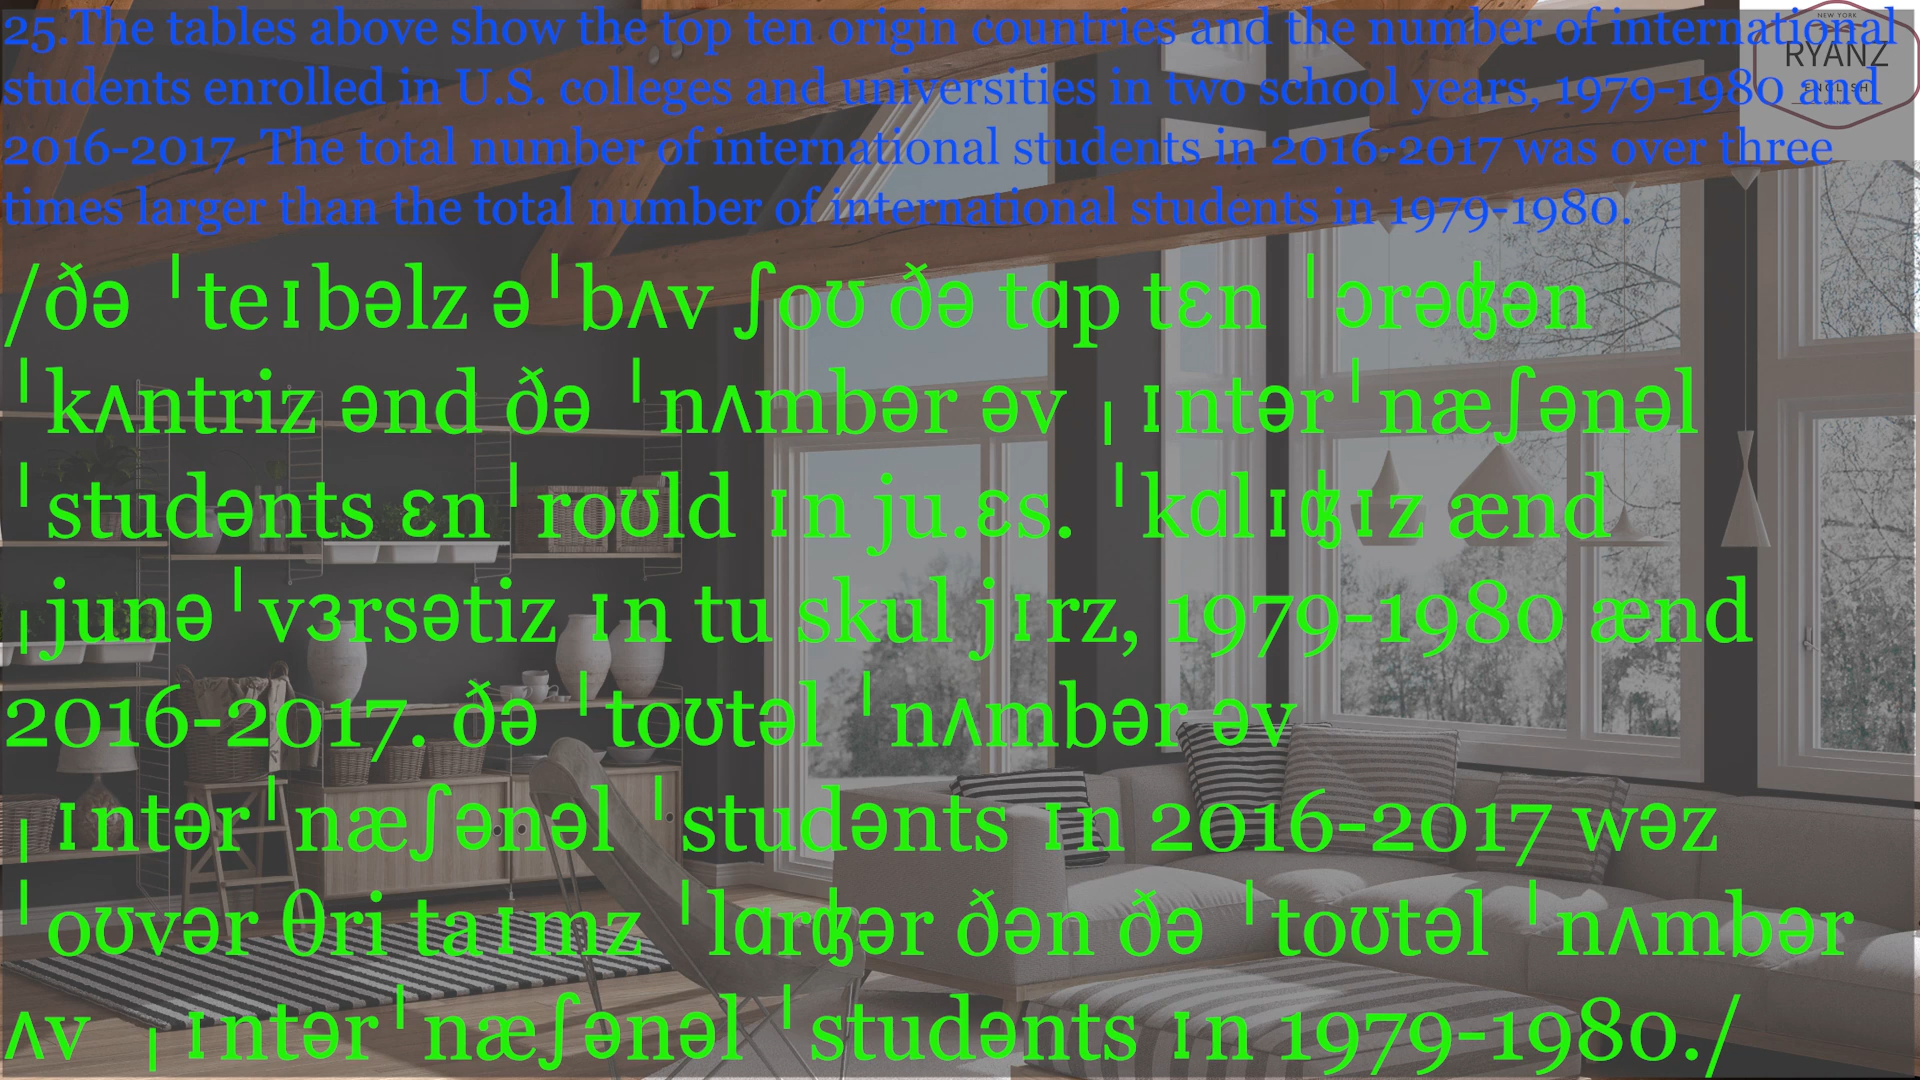 25.The tables above show the top ten origin countries and the number of international
students enrolled in U.S. colleges and universities in two school years, 1979-1980 and
2016-2017. The total number of international students in 2016-2017 was over three
times larger than the total number of international students in 1979-1980.
NEW YORK
RYANZ
ENGLISH
/ðə ˈteɪbəlz əˈbʌv ʃoʊ ðə tɑp tɛn ˈɔrəʤən
ˈkʌntriz ənd ðə ˈnʌmbər əv ˌɪntərˈnæʃənəl
ˈstudənts ɛnˈroʊld ɪn ju.ɛs. ˈkɑlɪʤɪz ænd
ˌjunəˈvɜrsətiz ɪn tu skul jɪrz, 1979-1980 ænd
2016-2017. ðə ˈtoʊtəl ˈnʌmbər əv
ˌɪntərˈnæʃənəl ˈstudənts ɪn 2016-2017 wəz
ˈoʊvər θri taɪmz ˈlɑrʤər ðən ðə ˈtoʊtəl ˈnʌmbər
ʌv ˌɪntərˈnæʃənəl ˈstudənts ɪn 1979-1980./